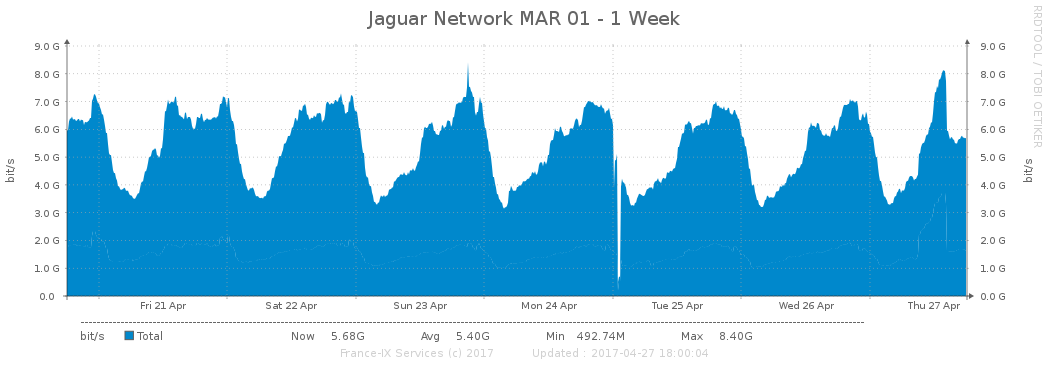 Jaguar Network MAR 01 - 1 Week
RRDTOOL / TOBI OETIKER
9.0 G 9.0 G
8.0 G 8.0 G
7.0 G 7.0 G
6.0 G 6.0 G
5.0 G 5.0 G
4.0 G 4.0 G
3.0 G 3.0 G
2.0 G 2.0 G
1.0 G 1.0 G
0.0 0.0 G
bit/s
bit/s
Fri 21 Apr Sat 22 Apr Sun 23 Apr Mon 24 Apr Tue 25 Apr Wed 26 Apr Thu 27 Apr
bit/s Total Now 5.68G Avg 5.40G Min 492.74M Max 8.40G
France-IX Services (c) 2017 Updated : 2017-04-27 18:00:04